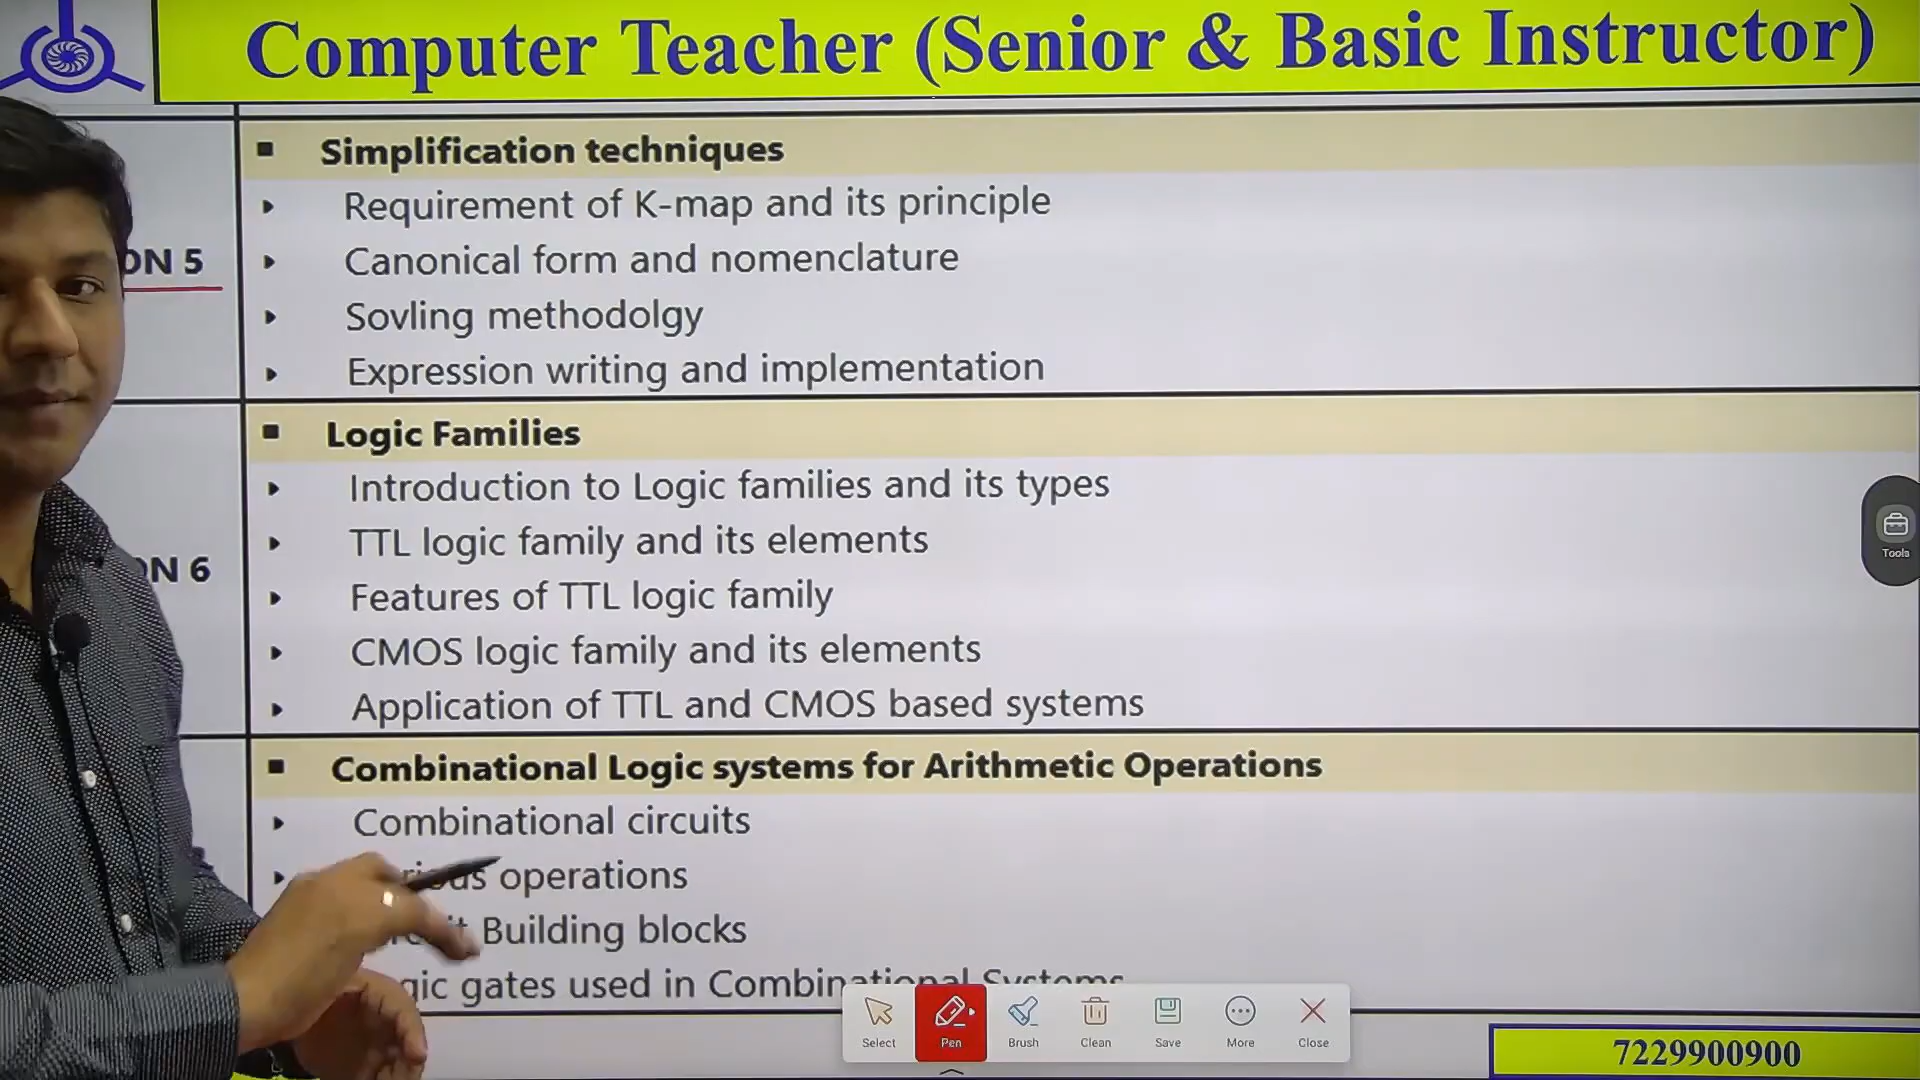 Computer Teacher (Senior & Basic Instructor)
Simplification techniques
Requirement of K-map and its principle
ON 5
Canonical form and nomenclature
Sovling methodolgy
Expression writing and implementation
Logic Families
Introduction to Logic families and its types
TTL logic family and its elements
ON 6
Features of TTL logic family
CMOS logic family and its elements
Application of TTL and CMOS based systems
Combinational Logic systems for Arithmetic Operations
Combinational circuits
operations
Building blocks
gates used in Combinational Systems
Tools
Select Pen Brush Clean Save More Close
7229900900